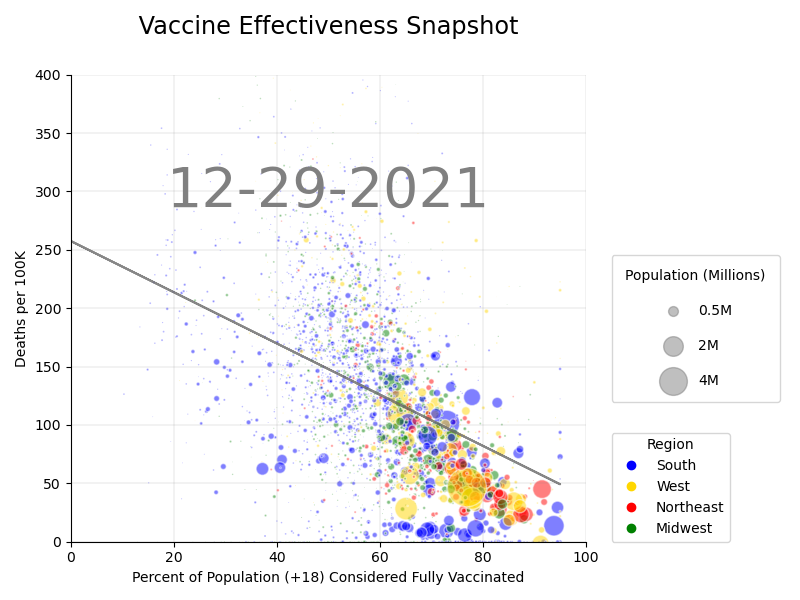 Vaccine Effectiveness Snapshot
400
350
300
250
200
150
100
50
0
Deaths per 100K
12-29-2021
0 20 40 60 80 100
Percent of Population (+18) Considered Fully Vaccinated
Population (Millions)
0.5M
2M
4M
Region
South
West
Northeast
Midwest